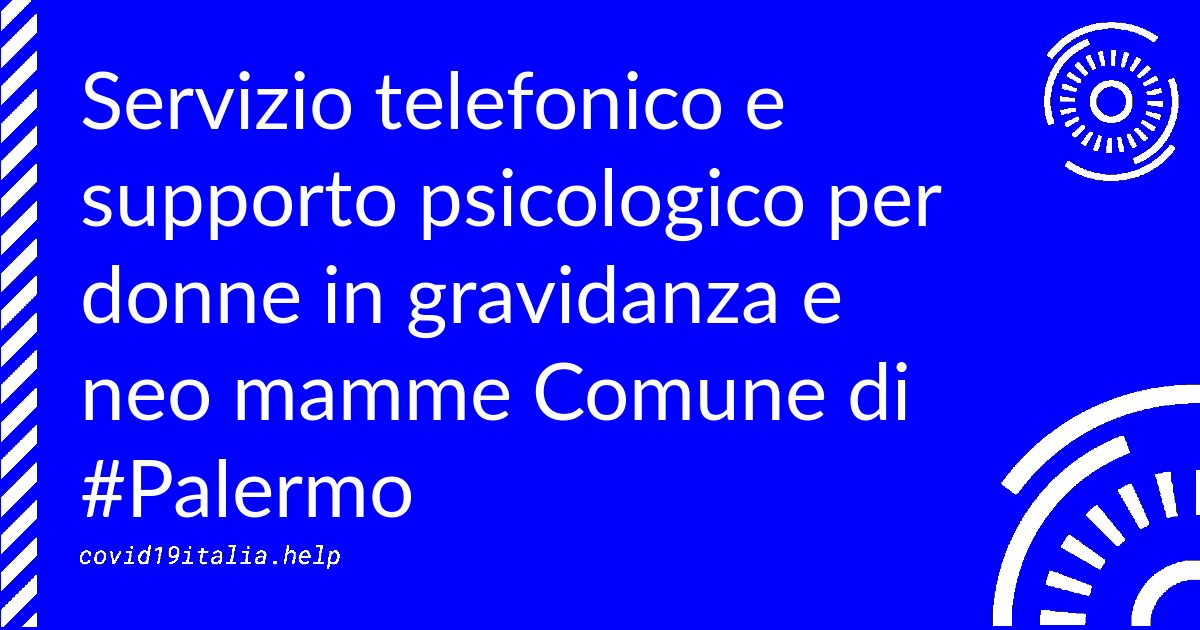 Servizio telefonico e
supporto psicologico per
donne in gravidanza e
neo mamme Comune di
#Palermo
covid19italia.help